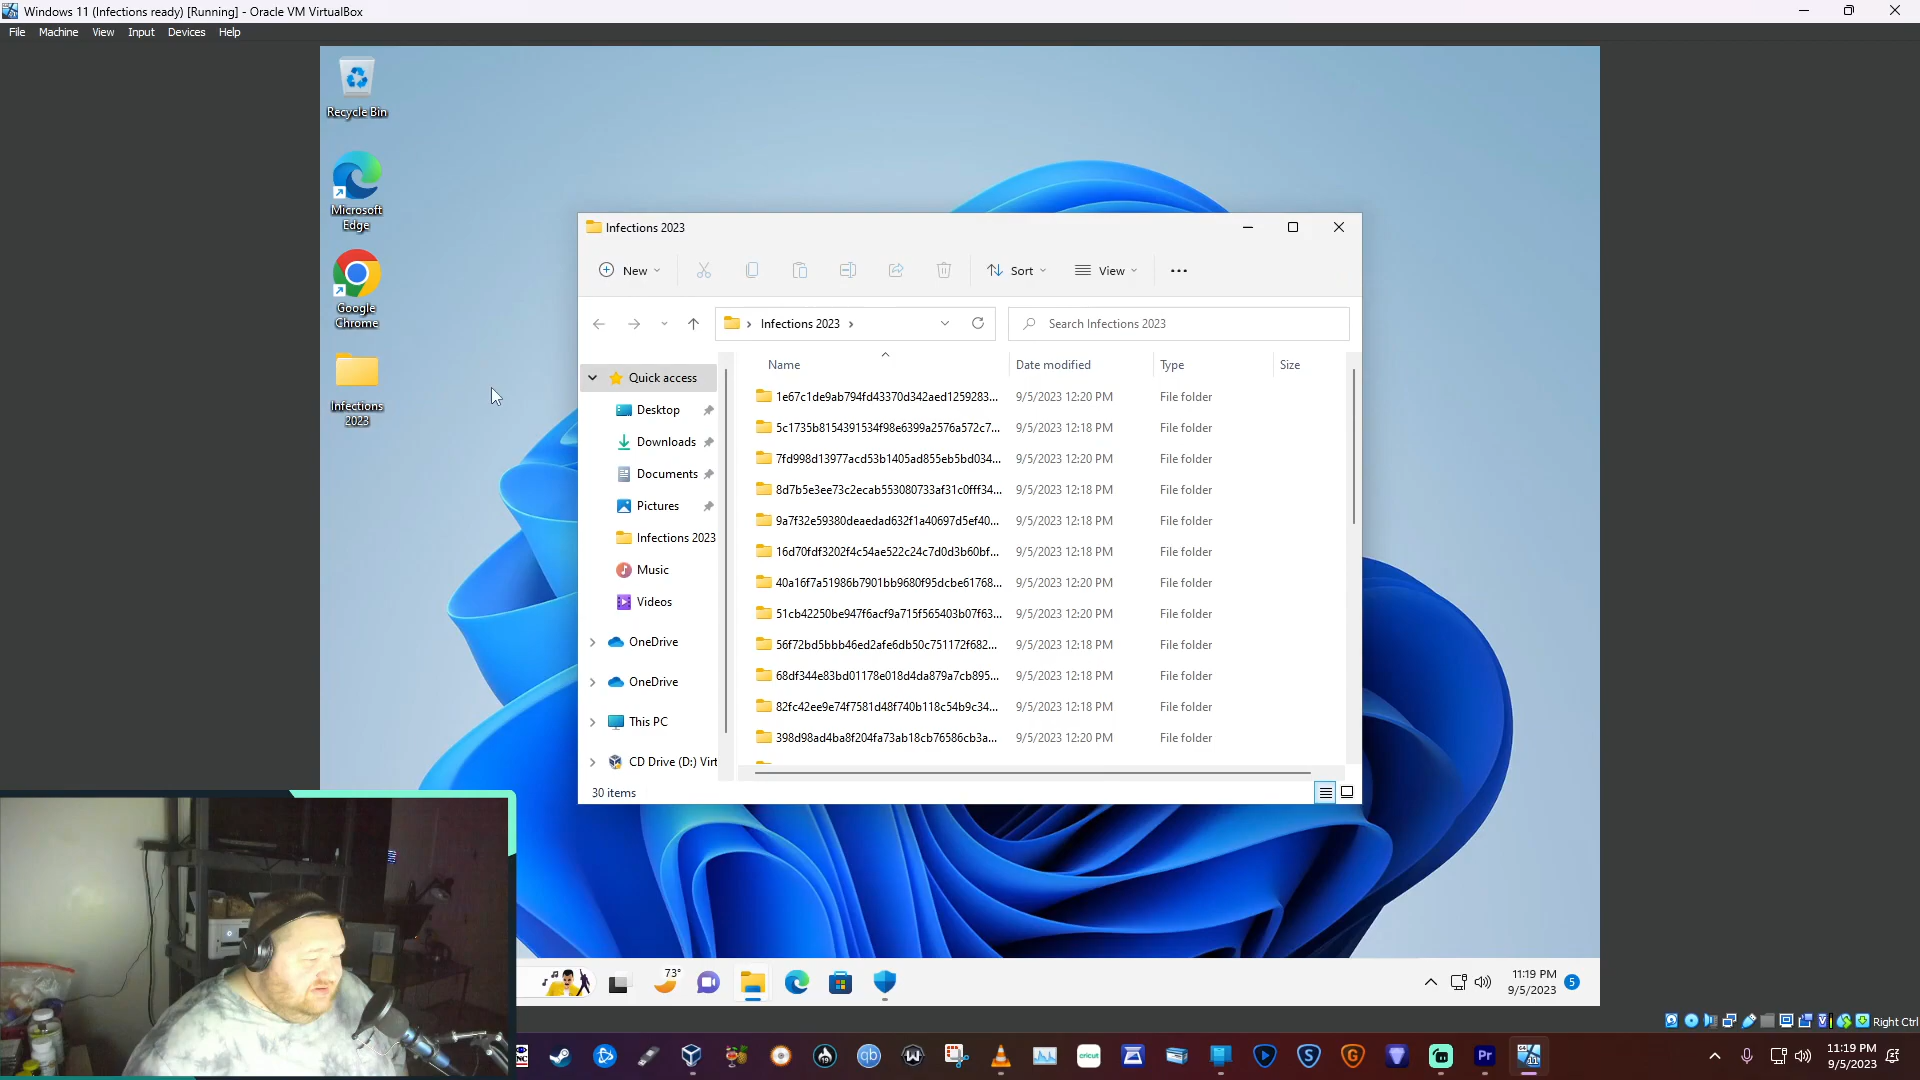 Windows 11 (Infections ready) [Running] - Oracle VM VirtualBox
File Machine View Input Devices Help
Recycle Bin
Microsoft
Edge
Google
Chrome
Infections
2023
Infections 2023
New
Sort
View
Infections 2023
Search Infections 2023
Name Date modified Type Size
Quick access
Desktop
Downloads
Documents
Pictures
Infections 2023
Music
Videos
OneDrive
OneDrive
This PC
CD Drive (D:) Virt
1e67c1de9ab794fd43370d342aed1259283... 9/5/2023 12:20 PM File folder
5c1735b8154391534f98e6399a2576a572c7... 9/5/2023 12:18 PM File folder
7fd998d13977acd53b1405ad855eb5bd034... 9/5/2023 12:20 PM File folder
8d7b5e3ee73c2ecab553080733af31c0fff34... 9/5/2023 12:18 PM File folder
9a7f32e59380deaedad632f1a40697d5ef40... 9/5/2023 12:18 PM File folder
16d70fdf3202f4c54ae522c24c7d0d3b60bf... 9/5/2023 12:18 PM File folder
40a16f7a51986b7901bb9680f95dcbe61768... 9/5/2023 12:20 PM File folder
51cb42250be947f6acf9a715f565403b07f63... 9/5/2023 12:20 PM File folder
56f72bd5bbb46ed2afe6db50c751172f682... 9/5/2023 12:18 PM File folder
68df344e83bd01178e018d4da879a7cb895... 9/5/2023 12:18 PM File folder
82fc42ee9e74f7581d48f740b118c54b9c34... 9/5/2023 12:18 PM File folder
398d98ad4ba8f204fa73ab18cb76586cb3a... 9/5/2023 12:20 PM File folder
30 items
73°
11:19 PM
9/5/2023
5
Right Ctrl
qb
cricut
Pr
11:19 PM
9/5/2023